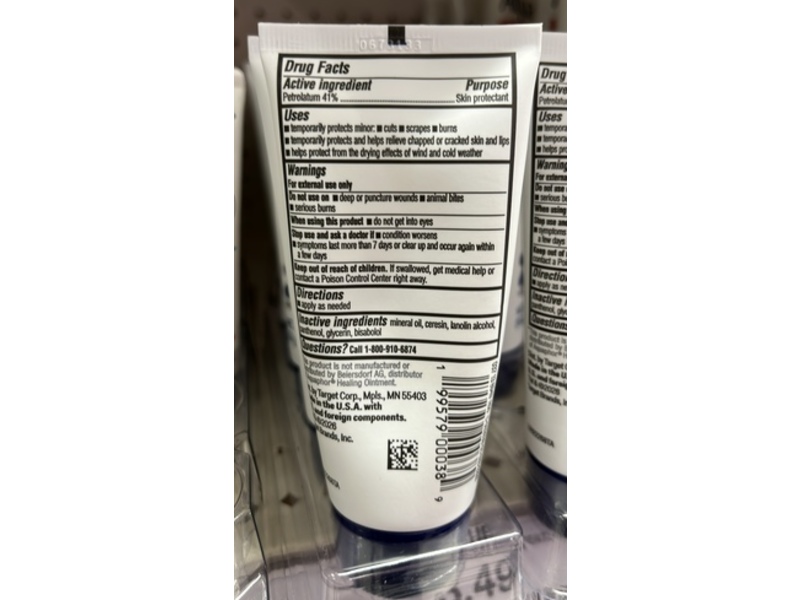 Drug Facts
Active ingredient Purpose
Petrolatum 41% Skin protectant
Uses
■ temporarily protects minor: ■ cuts ■ scrapes ■ burns
■ temporarily protects and helps relieve chapped or cracked skin and lips
■ helps protect from the drying effects of wind and cold weather
Warnings
For external use only
Do not use on ■ deep or puncture wounds ■ animal bites
■ serious burns
When using this product ■ do not get into eyes
Stop use and ask a doctor if ■ condition worsens
■ symptoms last more than 7 days or clear up and occur again within
a few days
Keep out of reach of children. If swallowed, get medical help or
contact a Poison Control Center right away.
Directions
■ apply as needed
Inactive ingredients mineral oil, ceresin, lanolin alcohol,
panthenol, glycerin, bisabolol
Questions? Call 1-800-910-6874
product is not manufactured or
by Beiersdorf AG, distributor
Healing Ointment.
by Target Corp., Mpls., MN 55403
in the U.S.A. with
and foreign components.
2026
Brands, Inc.
1 99579 00038 9
.49
Drug
Active
Uses
Warning